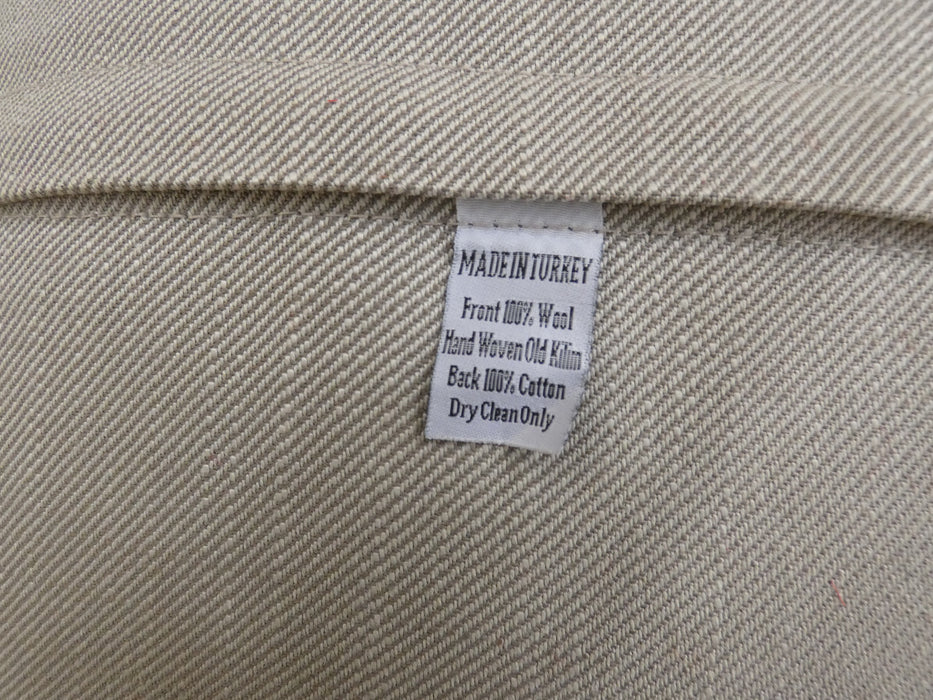 MADE IN TURKEY
Front 100% Wool
Hand Woven Old Kilim
Back 100% Cotton
Dry Clean Only